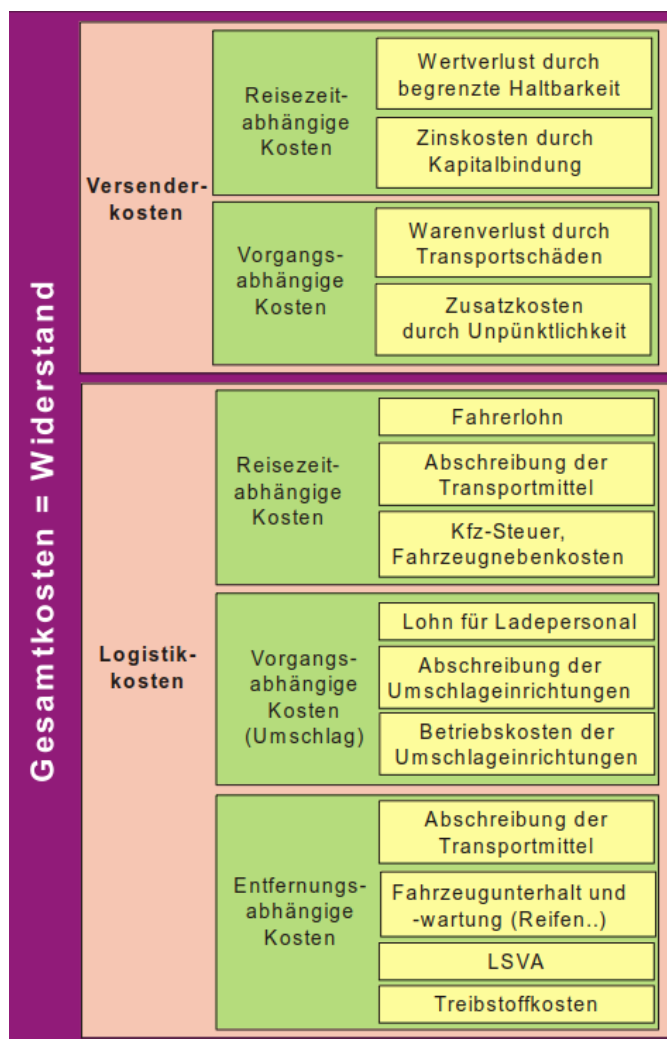 Gesamtkosten = Widerstand
Versender-
kosten
Reisezeit-
abhängige
Kosten
Wertverlust durch
begrenzte Haltbarkeit
Zinskosten durch
Kapitalbindung
Vorgangs-
abhängige
Kosten
Warenverlust durch
Transportschäden
Zusatzkosten
durch Unpünktlichkeit
Logistik-
kosten
Reisezeit-
abhängige
Kosten
Fahrerlohn
Abschreibung der
Transportmittel
Kfz-Steuer,
Fahrzeugnebenkosten
Vorgangs-
abhängige
Kosten
(Umschlag)
Lohn für Ladepersonal
Abschreibung der
Umschlageinrichtungen
Betriebskosten der
Umschlageinrichtungen
Entfernungs-
abhängige
Kosten
Abschreibung der
Transportmittel
Fahrzeugunterhalt und
-wartung (Reifen..)
LSVA
Treibstoffkosten